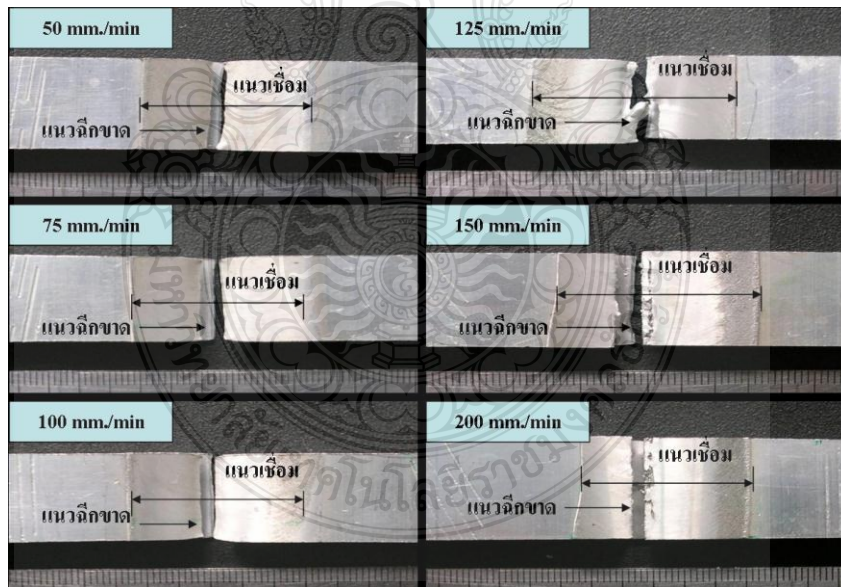 50 mm./min
แนวเชื่อม
แนวฉีกขาด
125 mm./min
แนวเชื่อม
แนวฉีกขาด
75 mm./min
แนวเชื่อม
แนวฉีกขาด
150 mm./min
แนวเชื่อม
แนวฉีกขาด
100 mm./min
แนวเชื่อม
แนวฉีกขาด
200 mm./min
แนวเชื่อม
แนวฉีกขาด